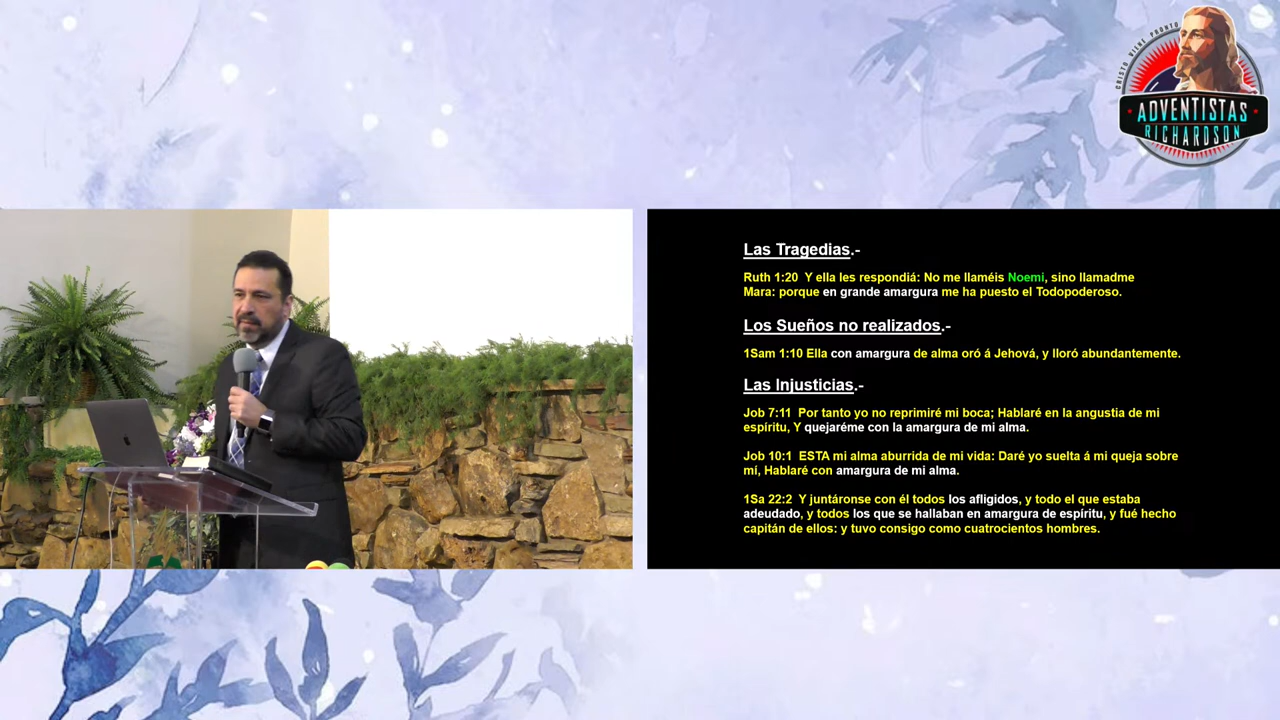 CRISTO VIENE PRONTO
ADVENTISTAS
RICHARDSON
Las Tragedias.-
Ruth 1:20 Y ella les respondiá: No me llaméis Noemi, sino llamadme
Mara: porque en grande amargura me ha puesto el Todopoderoso.
Los Sueños no realizados.-
1Sam 1:10 Ella con amargura de alma oró á Jehová, y lloró abundantemente.
Las Injusticias.-
Job 7:11 Por tanto yo no reprimiré mi boca; Hablaré en la angustia de mi
espíritu, Y quejaréme con la amargura de mi alma.
Job 10:1 ESTA mi alma aburrida de mi vida: Daré yo suelta á mi queja sobre
mí, Hablaré con amargura de mi alma.
1Sa 22:2 Y juntáronse con él todos los afligidos, y todo el que estaba
adeudado, y todos los que se hallaban en amargura de espíritu, y fué hecho
capitán de ellos: y tuvo consigo como cuatrocientos hombres.